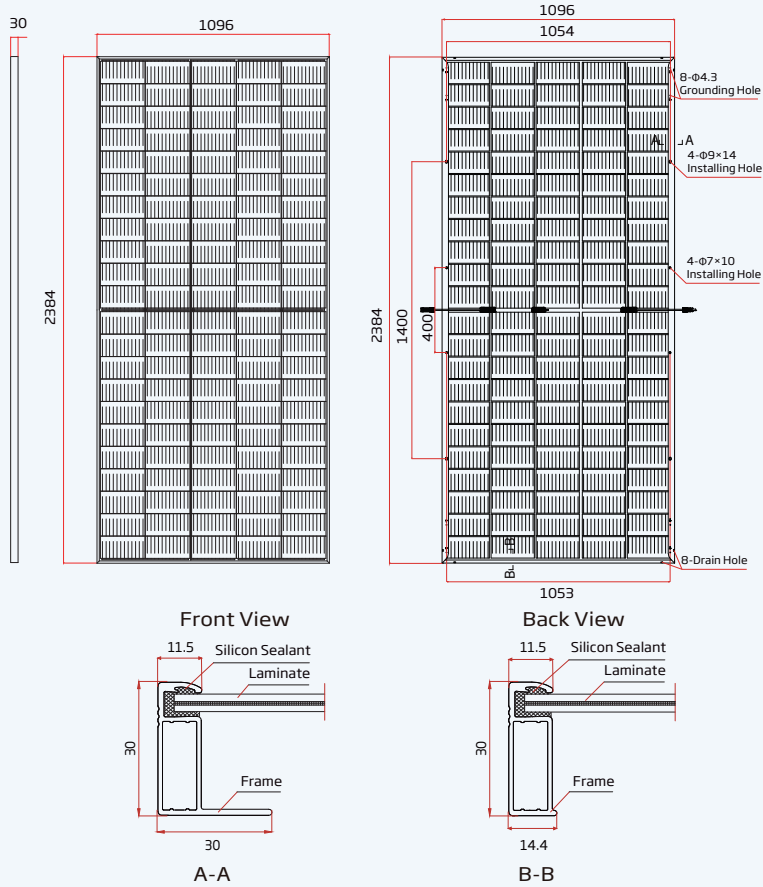 30
1096
2384
Front View
1096
1054
8-Φ4.3
Grounding Hole
A
A
4-Φ9×14
Installing Hole
4-Φ7×10
Installing Hole
2384
1400
400
B
B
8-Drain Hole
1053
Back View
11.5
Silicon Sealant
Laminate
30
Frame
30
A-A
11.5
Silicon Sealant
Laminate
30
Frame
14.4
B-B